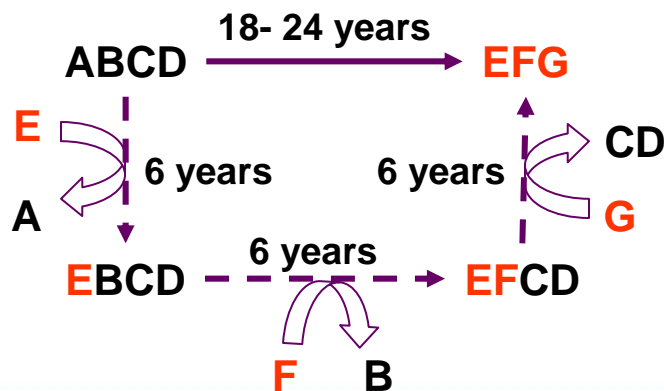 18- 24 years
ABCD
EFG
E
A
6 years
6 years
CD
G
EBCD
6 years
EFCD
F
B